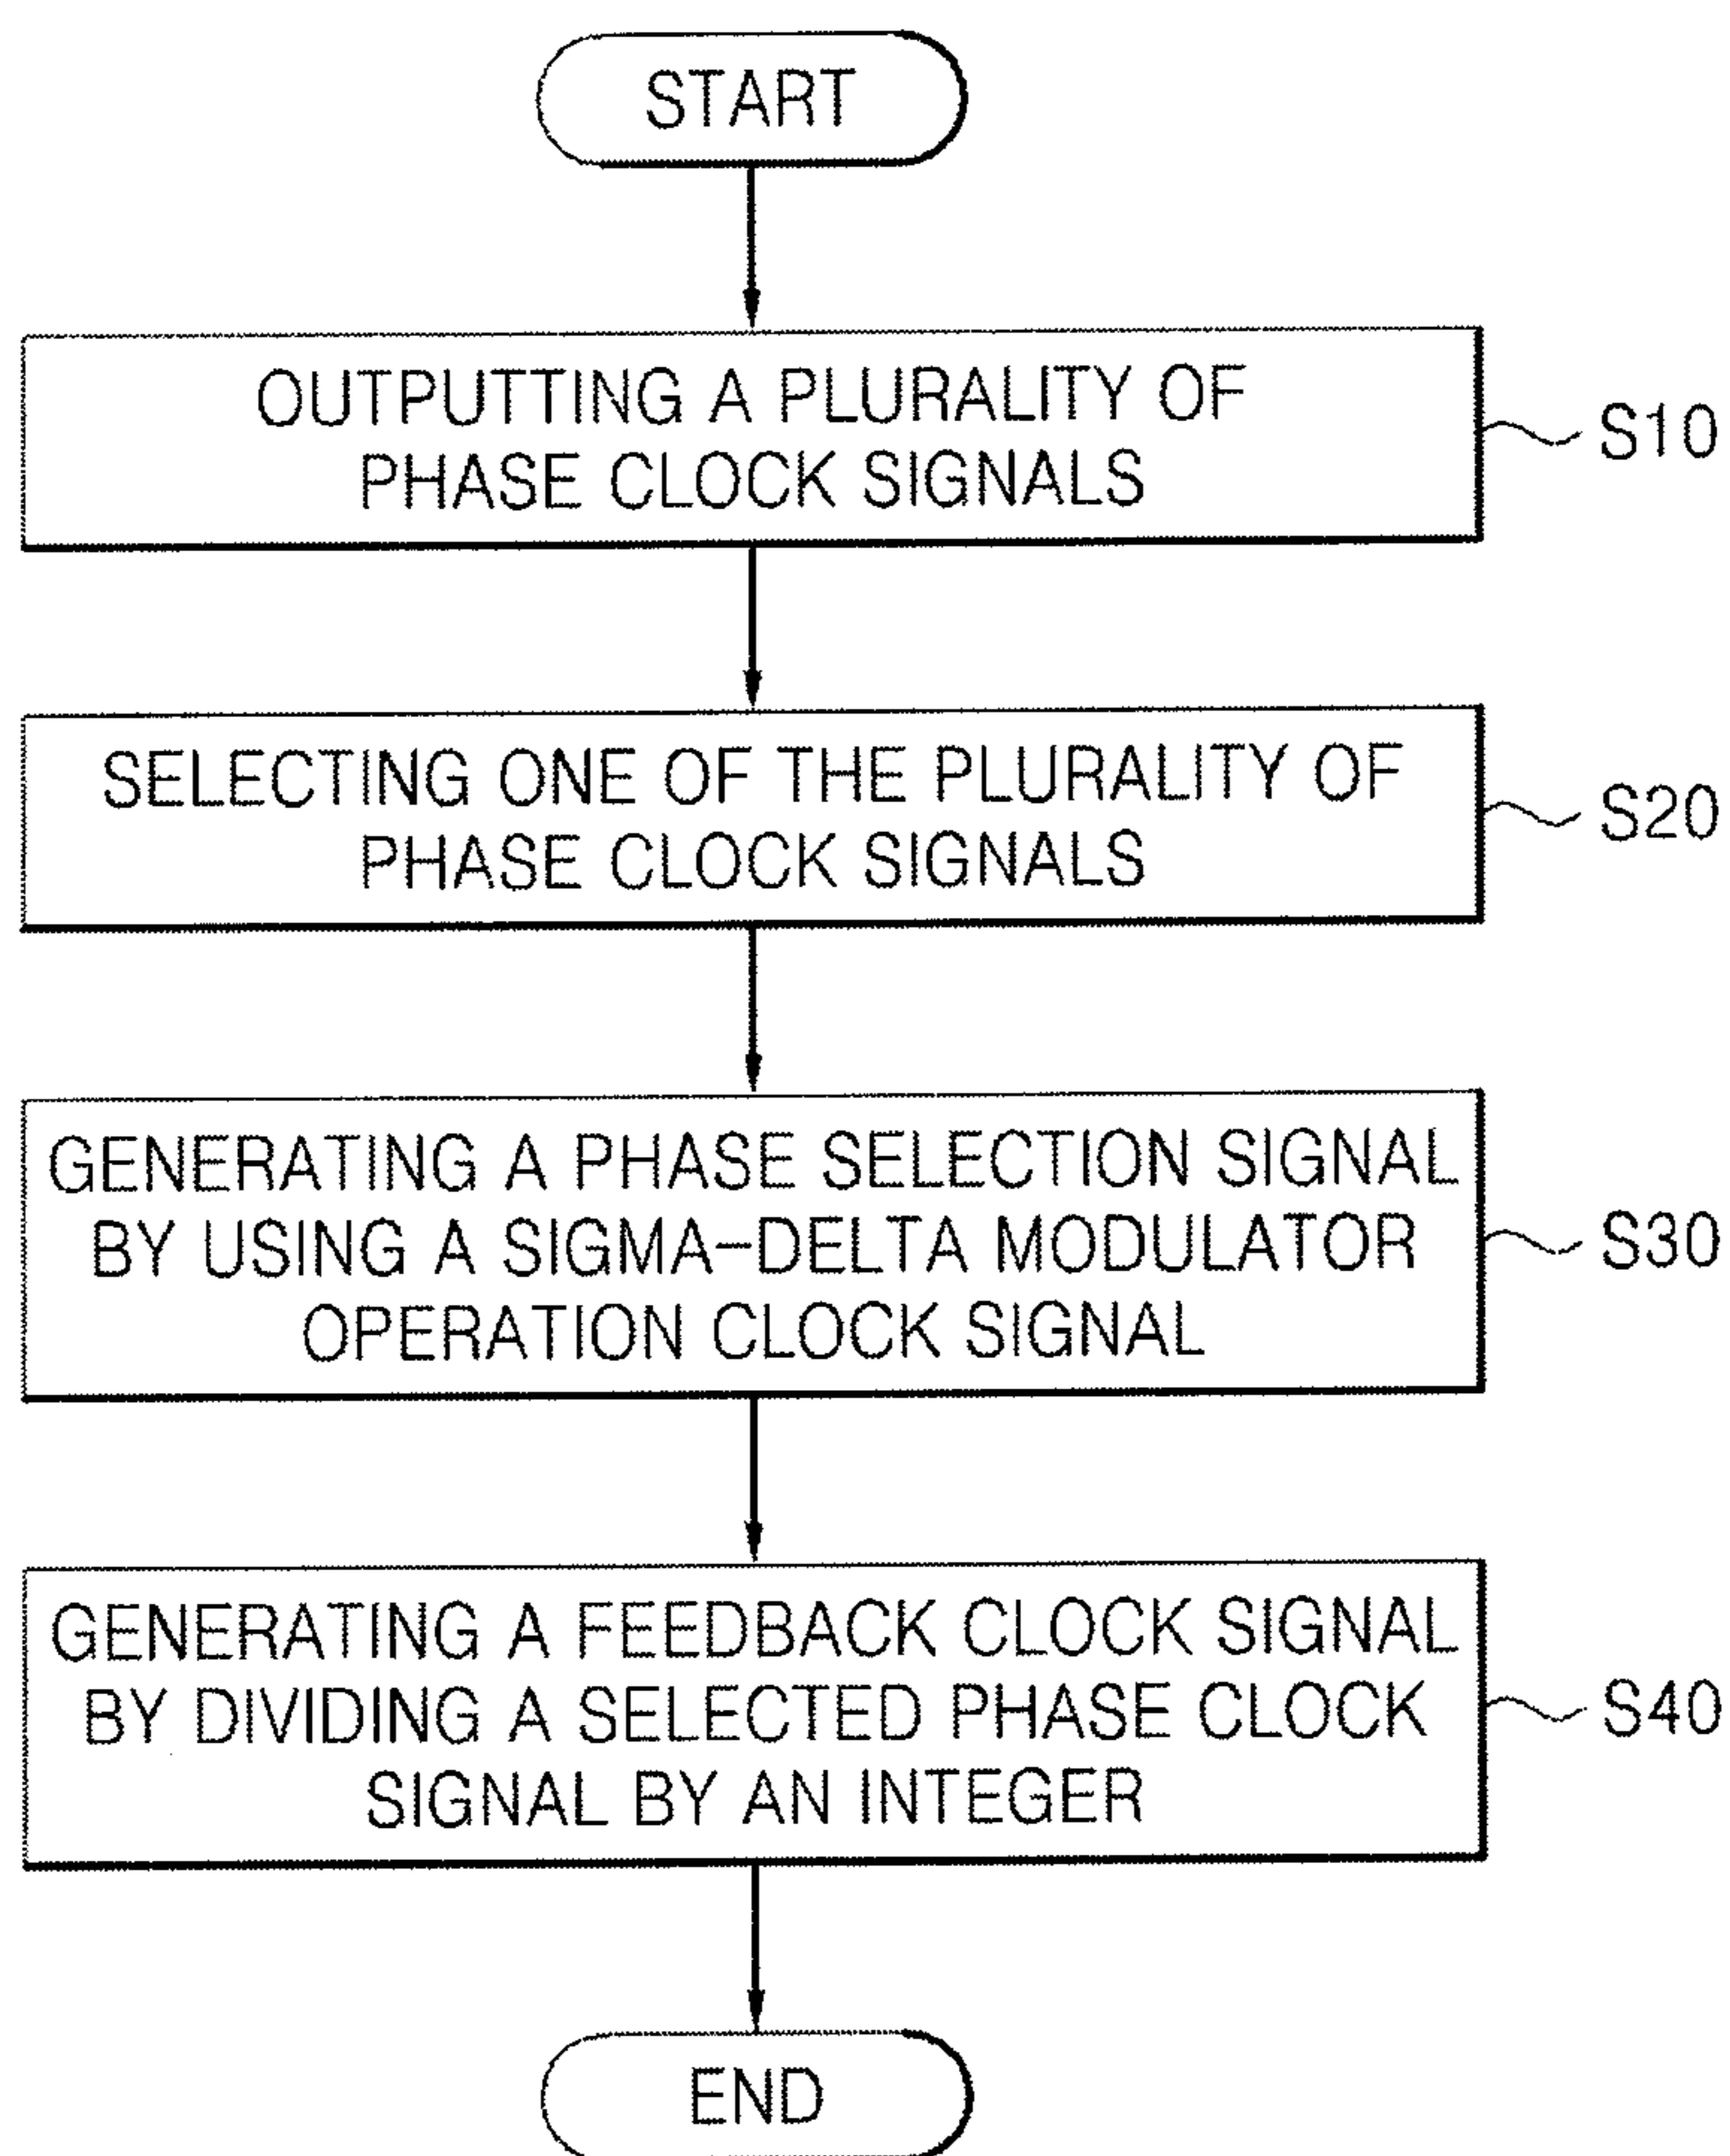 START
OUTPUTTING A PLURALITY OF
PHASE CLOCK SIGNALS
S10
SELECTING ONE OF THE PLURALITY OF
PHASE CLOCK SIGNALS
S20
GENERATING A PHASE SELECTION SIGNAL
BY USING A SIGMA-DELTA MODULATOR
OPERATION CLOCK SIGNAL
S30
GENERATING A FEEDBACK CLOCK SIGNAL
BY DIVIDING A SELECTED PHASE CLOCK
SIGNAL BY AN INTEGER
S40
END